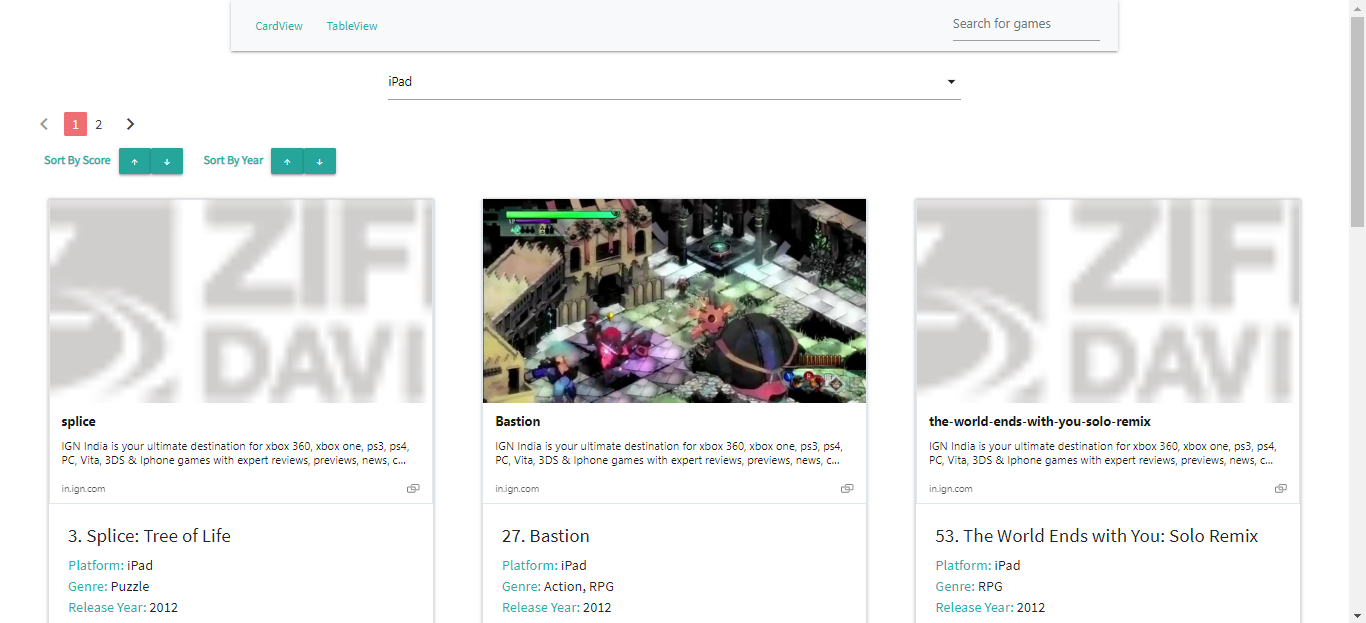 CardView TableView Search for games
iPad
1 2
Sort By Score ↑ ↓ Sort By Year ↑ ↓
ZIF
DAVI
ZIF
DAVI
splice
IGN India is your ultimate destination for xbox 360, xbox one, ps3, ps4,
PC, Vita, 3DS & Iphone games with expert reviews, previews, news, c...
in.ign.com
3. Splice: Tree of Life
Platform: iPad
Genre: Puzzle
Release Year: 2012
Bastion
IGN India is your ultimate destination for xbox 360, xbox one, ps3, ps4,
PC, Vita, 3DS & Iphone games with expert reviews, previews, news, c...
in.ign.com
27. Bastion
Platform: iPad
Genre: Action, RPG
Release Year: 2012
the-world-ends-with-you-solo-remix
IGN India is your ultimate destination for xbox 360, xbox one, ps3, ps4,
PC, Vita, 3DS & Iphone games with expert reviews, previews, news, c...
in.ign.com
53. The World Ends with You: Solo Remix
Platform: iPad
Genre: RPG
Release Year: 2012